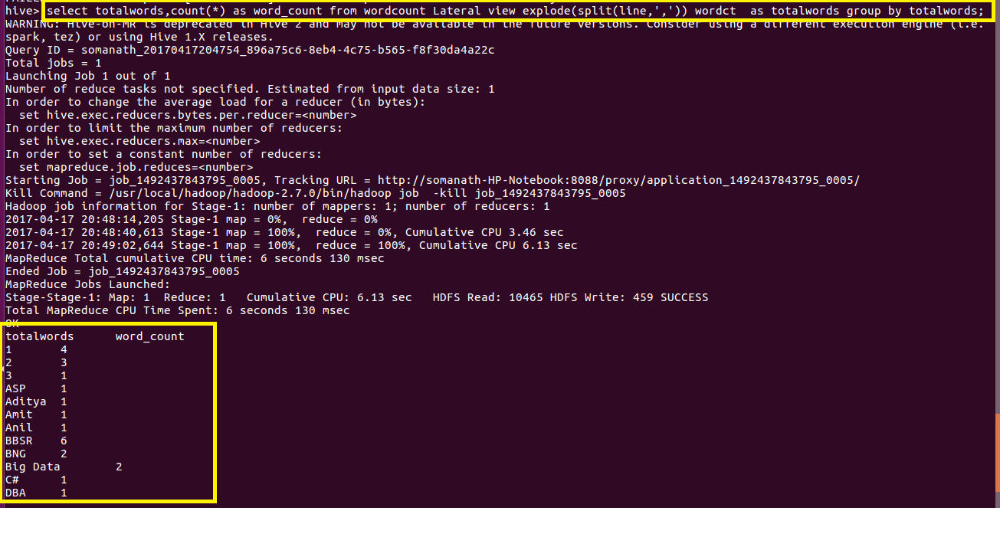 hive> select totalwords,count(*) as word_count from wordcount Lateral view explode(split(line,',')) wordct  as totalwords group by totalwords;
WARNING: Hive-on-MR is deprecated in Hive 2 and may not be available in the future versions. Consider using a different execution engine (i.e.
spark, tez) or using Hive 1.X releases.
Query ID = somanath_20170417204754_896a75c6-8eb4-4c75-b565-f8f30da4a22c
Total jobs = 1
Launching Job 1 out of 1
Number of reduce tasks not specified. Estimated from input data size: 1
In order to change the average load for a reducer (in bytes):
  set hive.exec.reducers.bytes.per.reducer=<number>
In order to limit the maximum number of reducers:
  set hive.exec.reducers.max=<number>
In order to set a constant number of reducers:
  set mapreduce.job.reduces=<number>
Starting Job = job_1492437843795_0005, Tracking URL = http://somanath-HP-Notebook:8088/proxy/application_1492437843795_0005/
Kill Command = /usr/local/hadoop/hadoop-2.7.0/bin/hadoop job  -kill job_1492437843795_0005
Hadoop job information for Stage-1: number of mappers: 1; number of reducers: 1
2017-04-17 20:48:14,205 Stage-1 map = 0%,  reduce = 0%
2017-04-17 20:48:40,613 Stage-1 map = 100%,  reduce = 0%, Cumulative CPU 3.46 sec
2017-04-17 20:49:02,644 Stage-1 map = 100%,  reduce = 100%, Cumulative CPU 6.13 sec
MapReduce Total cumulative CPU time: 6 seconds 130 msec
Ended Job = job_1492437843795_0005
MapReduce Jobs Launched:
Stage-Stage-1: Map: 1  Reduce: 1   Cumulative CPU: 6.13 sec   HDFS Read: 10465 HDFS Write: 459 SUCCESS
Total MapReduce CPU Time Spent: 6 seconds 130 msec
OK
totalwords	word_count
1	4
2	3
3	1
ASP	1
Aditya	1
Amit	1
Anil	1
BBSR	6
BNG	2
Big Data	2
C#	1
DBA	1